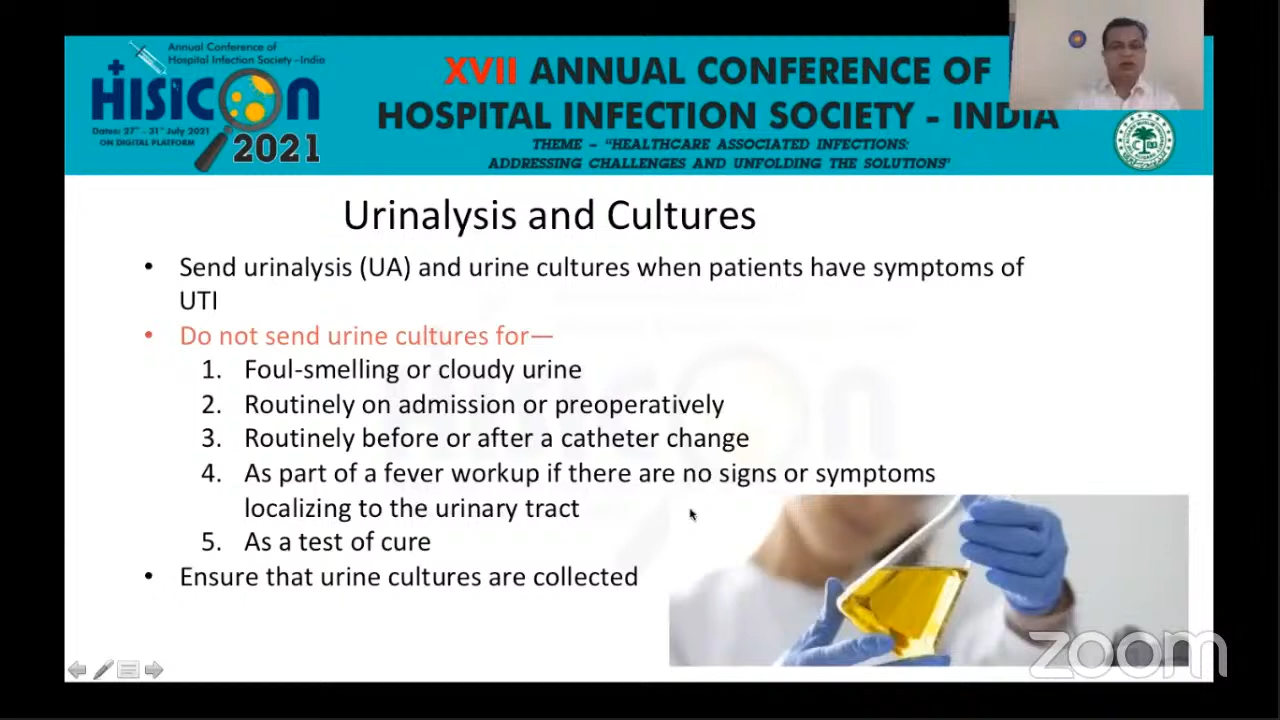 Annual Conference of
Hospital Infection Society -India
HISICON
Dates: 27th - 31st July 2021
ON DIGITAL PLATFORM
2021
XVII ANNUAL CONFERENCE OF
HOSPITAL INFECTION SOCIETY - INDIA
THEME – "HEALTHCARE ASSOCIATED INFECTIONS:
ADDRESSING CHALLENGES AND UNFOLDING THE SOLUTIONS"
Urinalysis and Cultures
• Send urinalysis (UA) and urine cultures when patients have symptoms of
UTI
• Do not send urine cultures for—
1. Foul-smelling or cloudy urine
2. Routinely on admission or preoperatively
3. Routinely before or after a catheter change
4. As part of a fever workup if there are no signs or symptoms
localizing to the urinary tract
5. As a test of cure
• Ensure that urine cultures are collected
zoom